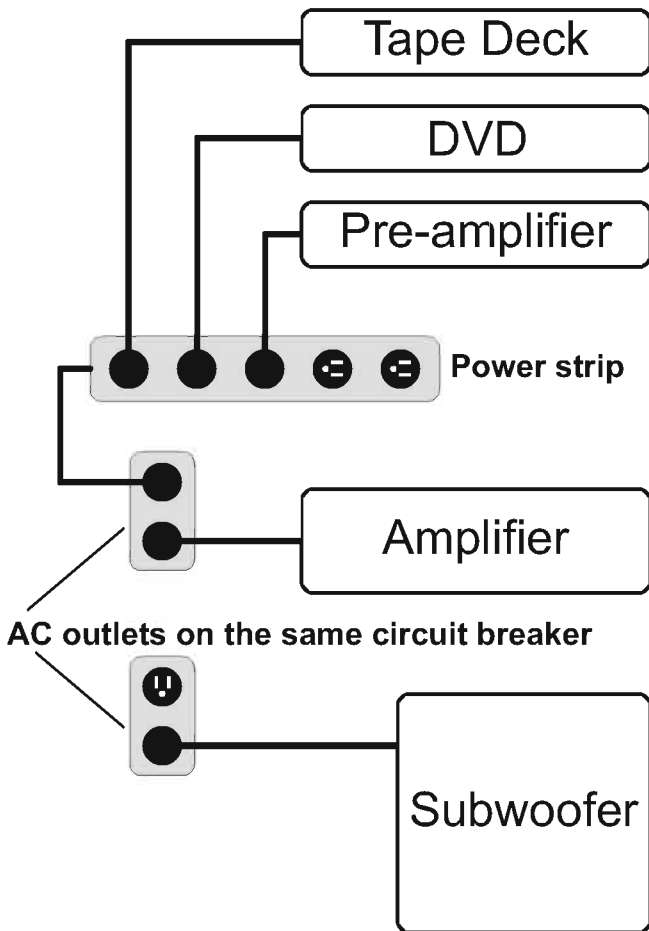 Tape Deck
DVD
Pre-amplifier
Power strip
Amplifier
AC outlets on the same circuit breaker
Subwoofer